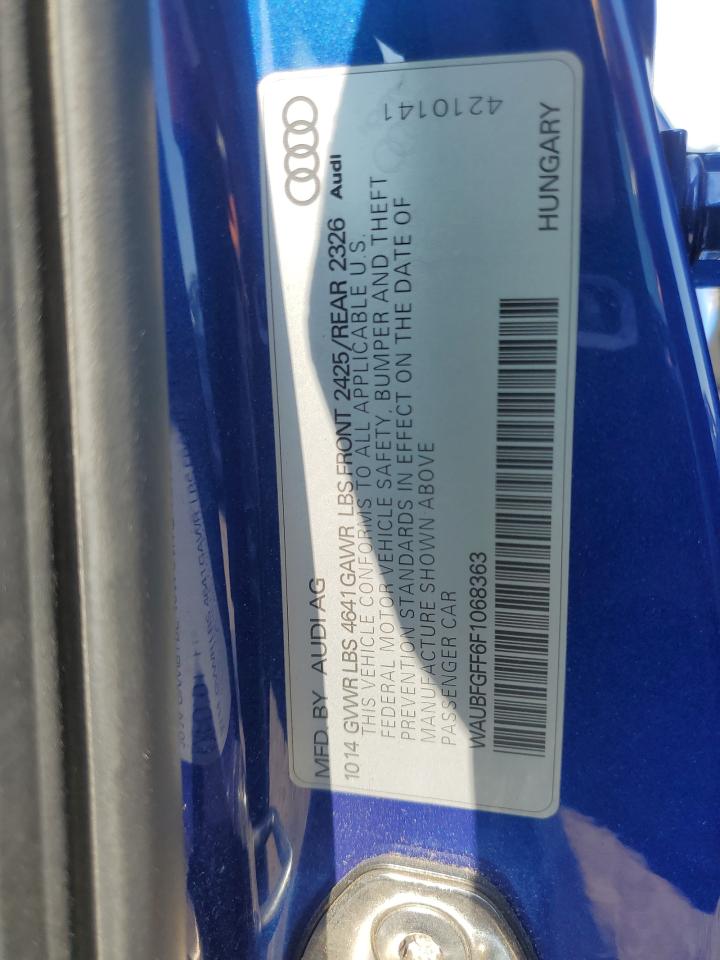 MFD. BY AUDI AG
1014 GVWR LBS 4641 GAWR LBS FRONT 2425/REAR 2326 Audi
THIS VEHICLE CONFORMS TO ALL APPLICABLE U.S.
FEDERAL MOTOR VEHICLE SAFETY, BUMPER AND THEFT
PREVENTION STANDARDS IN EFFECT ON THE DATE OF
MANUFACTURE SHOWN ABOVE
PASSENGER CAR
WAUBFGFF6F1068363
HUNGARY
4210141